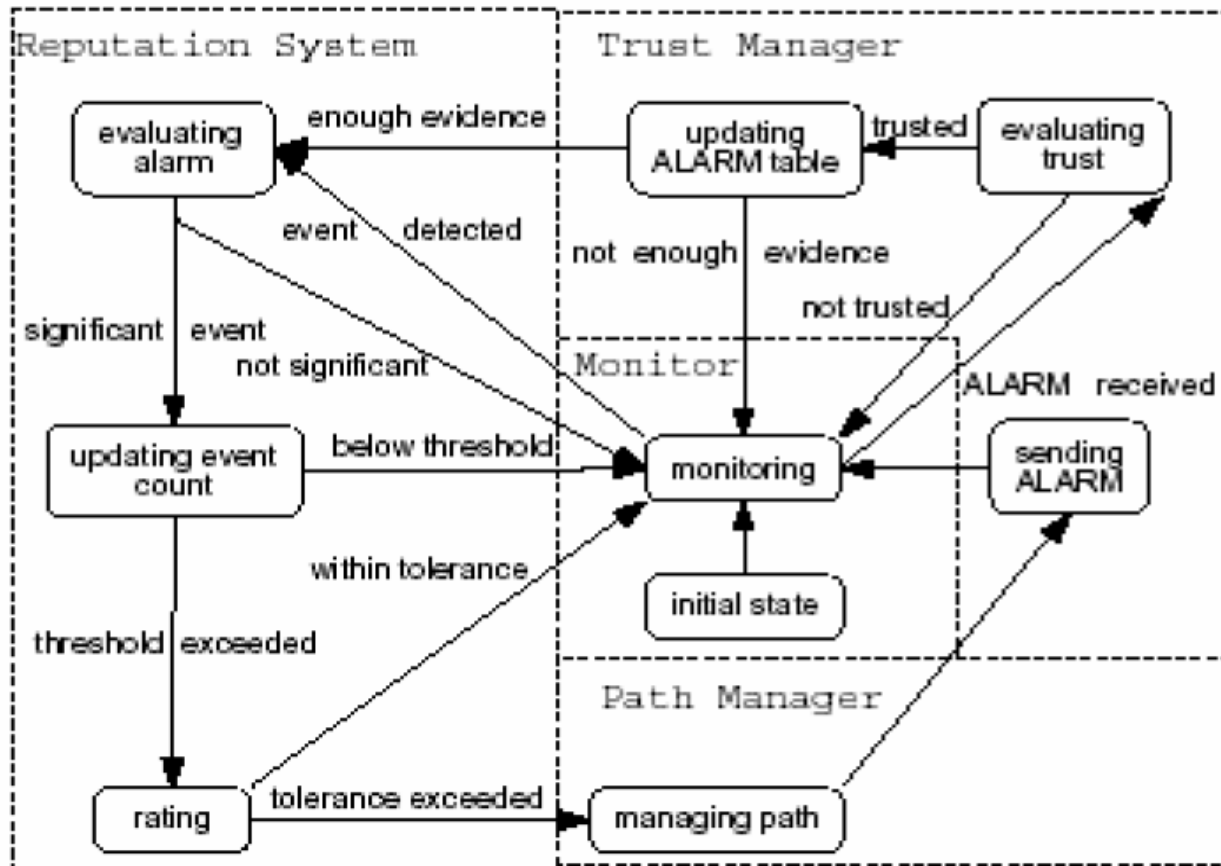 Reputation System
Trust Manager
evaluating
alarm
enough evidence
updating
ALARM table
trusted
evaluating
trust
event detected
not enough evidence
not trusted
significant event
not significant
Monitor
ALARM received
updating event
count
below threshold
monitoring
sending
ALARM
within tolerance
initial state
threshold exceeded
Path Manager
rating
tolerance exceeded
managing path